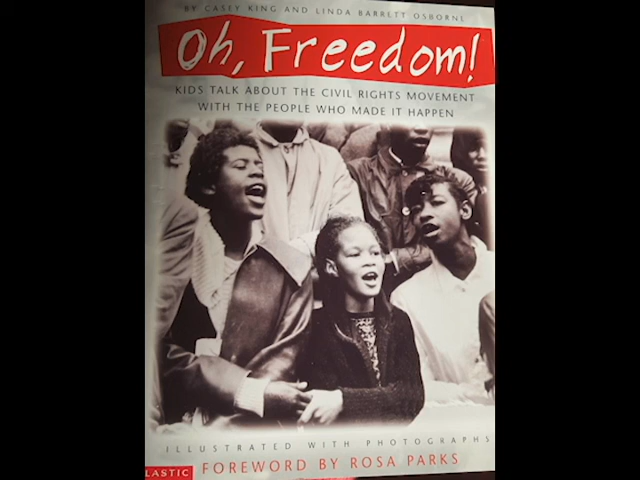 BY CASEY KING AND LINDA BARRETT OSBORNE
Oh, Freedom!
KIDS TALK ABOUT THE CIVIL RIGHTS MOVEMENT
WITH THE PEOPLE WHO MADE IT HAPPEN
ILLUSTRATED WITH PHOTOGRAPHS
LASTIC FOREWORD BY ROSA PARKS